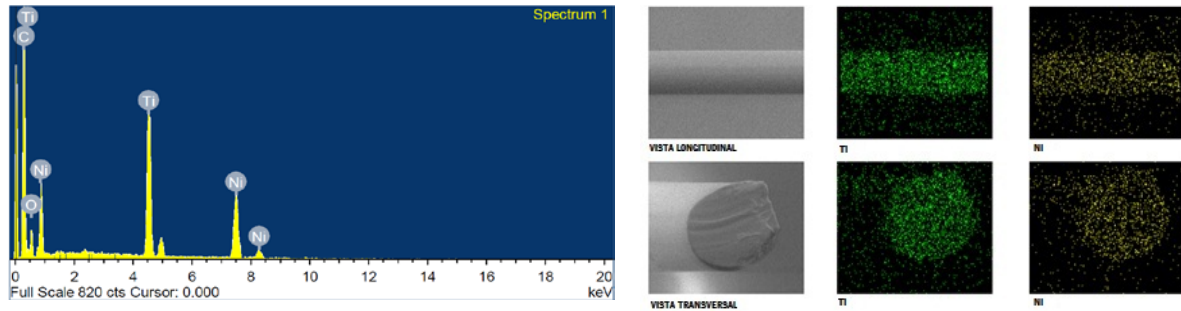 Spectrum 1
Ti
C
Ti
Ni
O
Ni
Ni
0 2 4 6 8 10 12 14 16 18 20
Full Scale 820 cts Cursor: 0.000 keV
VISTA LONGITUDINAL TI NI
VISTA TRANSVERSAL TI NI